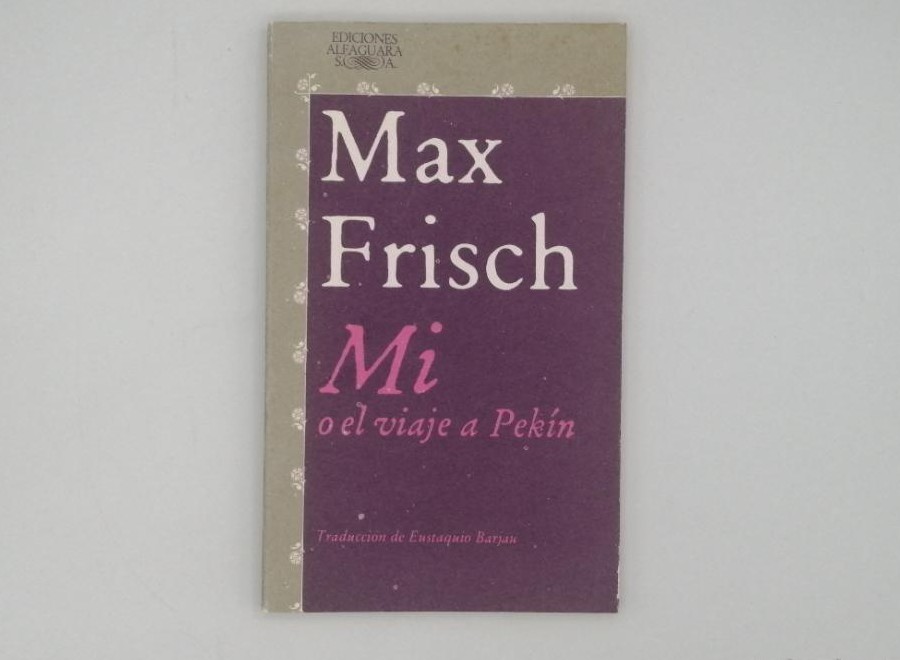 EDICIONES
ALFAGUARA
S. A.
Max
Frisch
Mi
o el viaje a Pekín
Traducción de Eustaquio Barjau